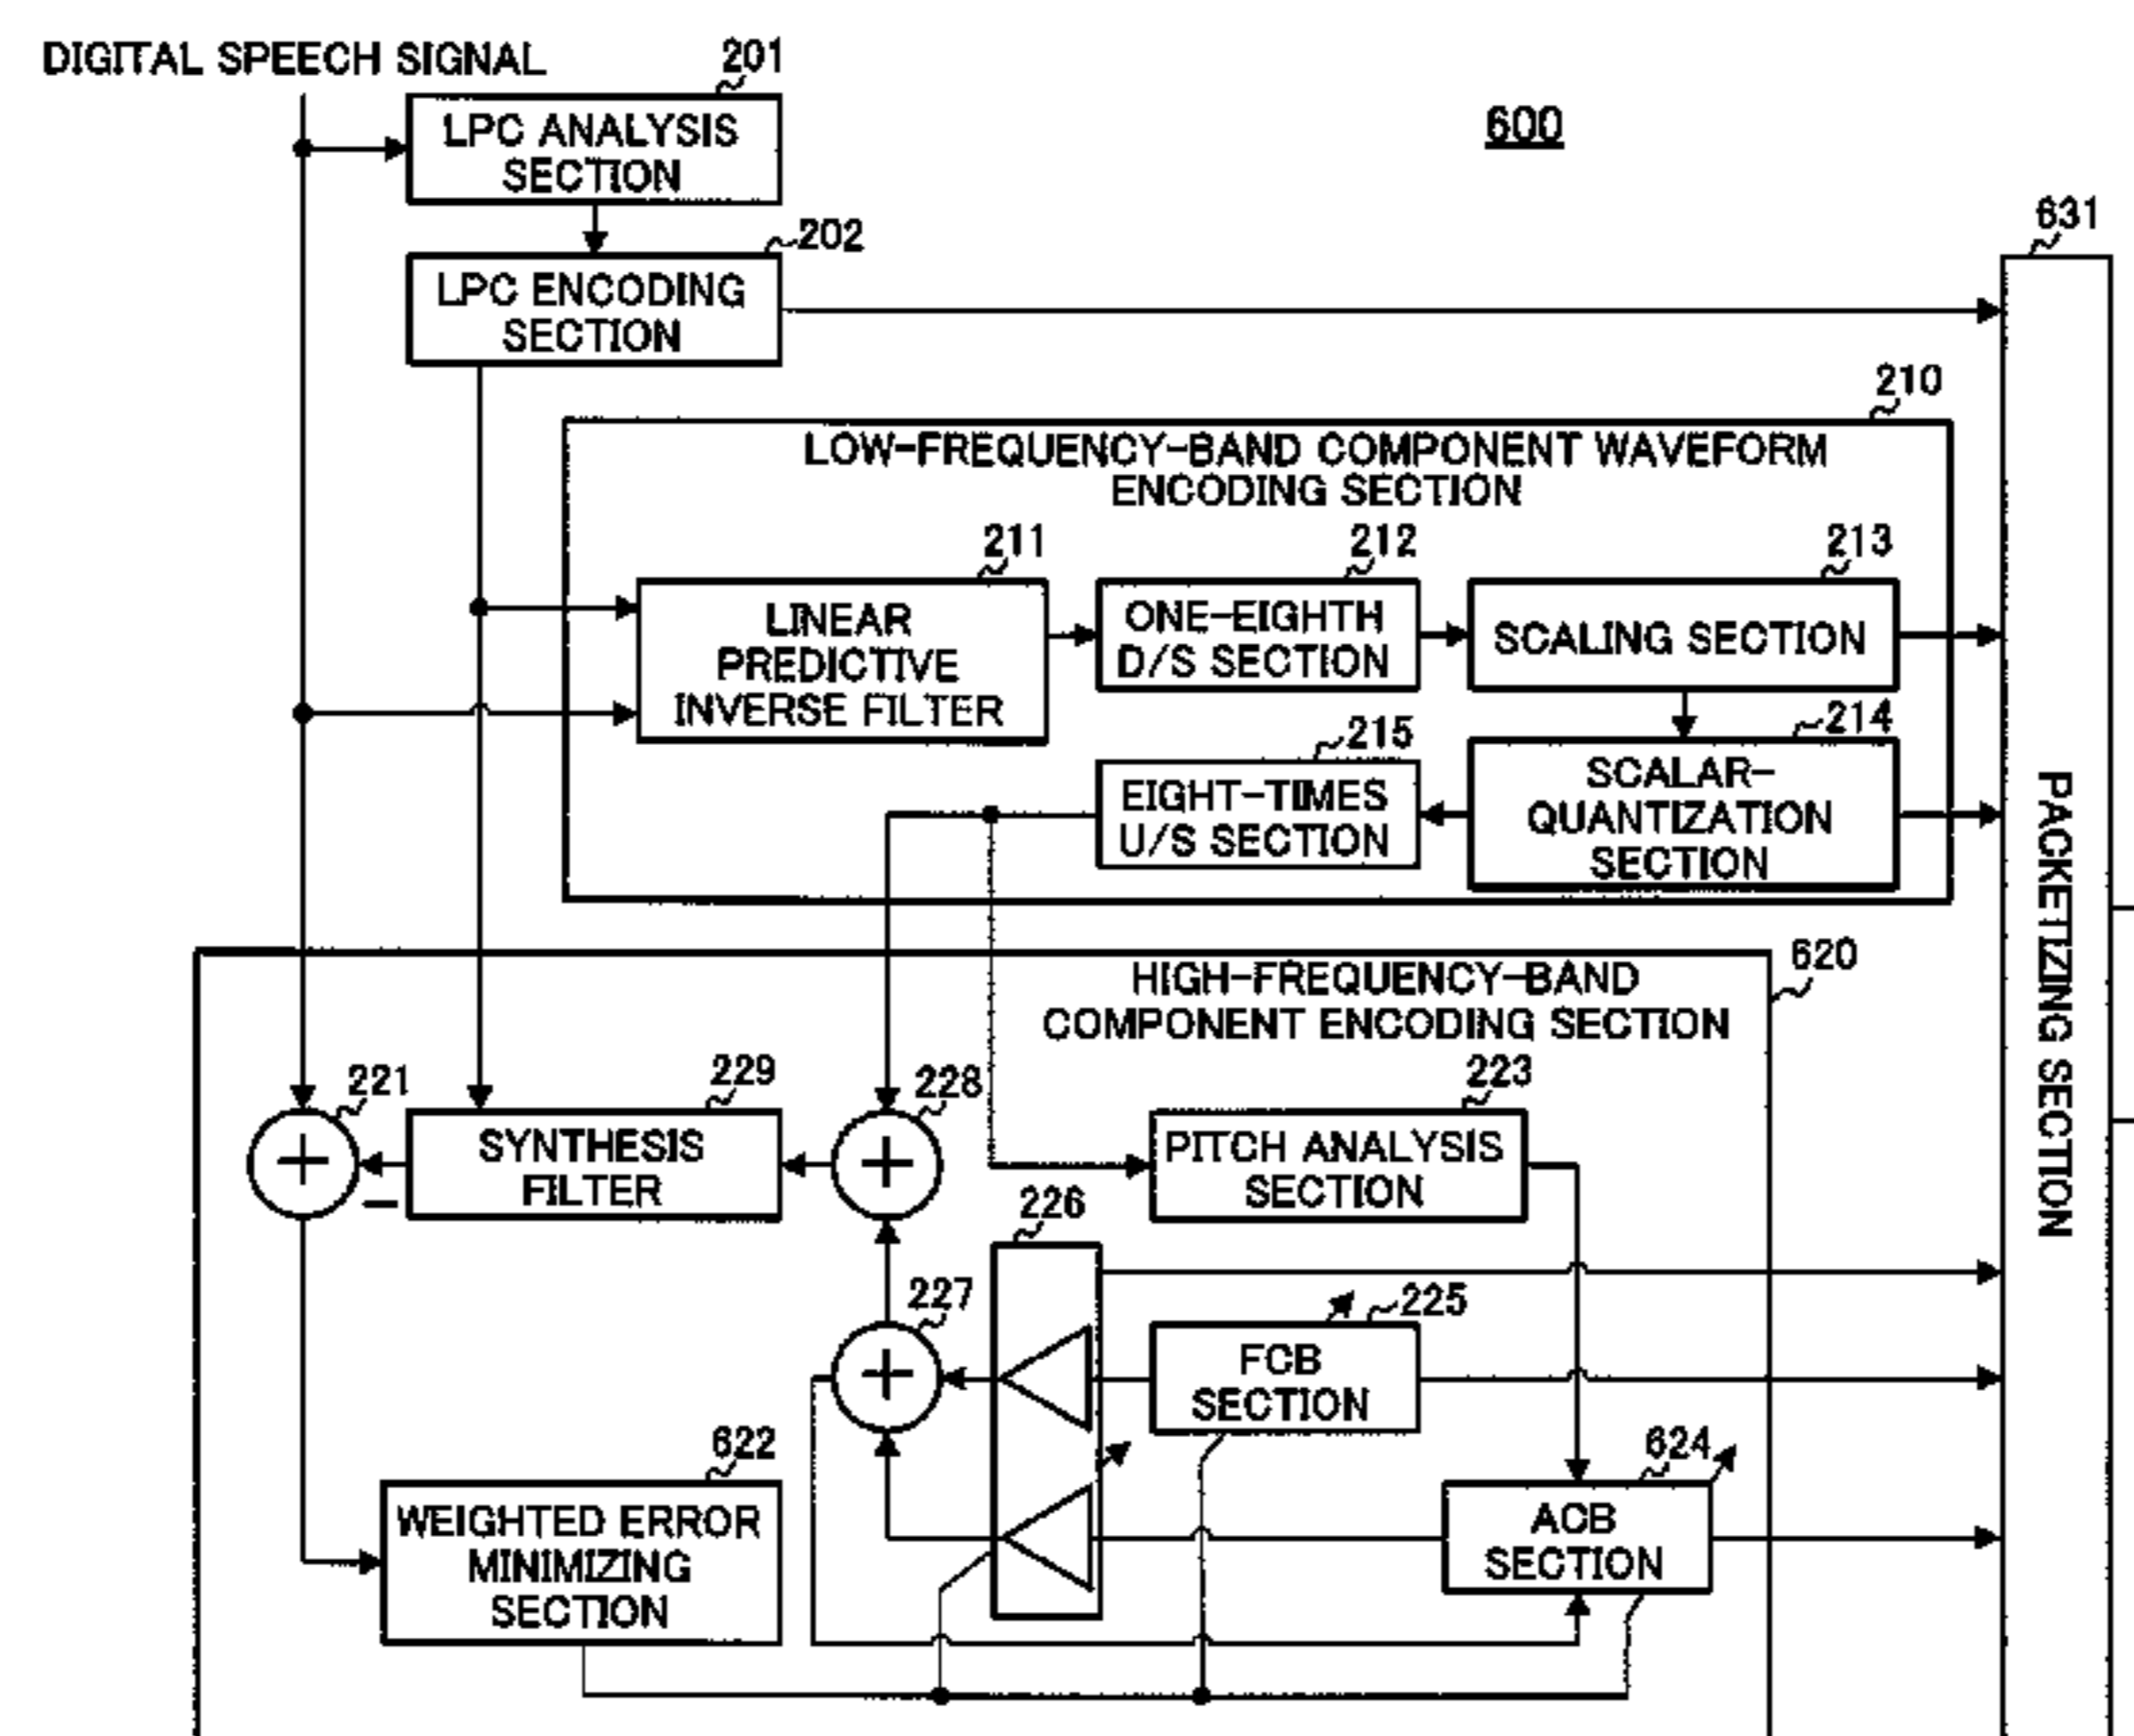 DIGITAL SPEECH SIGNAL
201
LPC ANALYSIS
SECTION
600
202
LPC ENCODING
SECTION
631
210
LOW-FREQUENCY-BAND COMPONENT WAVEFORM
ENCODING SECTION
211
LINEAR
PREDICTIVE
INVERSE FILTER
212
ONE-EIGHTH
D/S SECTION
213
SCALING SECTION
214
SCALAR-
QUANTIZATION
SECTION
215
EIGHT-TIMES
U/S SECTION
PACKETIZING SECTION
620
HIGH-FREQUENCY-BAND
COMPONENT ENCODING SECTION
221
+
−
229
SYNTHESIS
FILTER
228
+
223
PITCH ANALYSIS
SECTION
226
227
+
225
FCB
SECTION
622
WEIGHTED ERROR
MINIMIZING
SECTION
624
ACB
SECTION